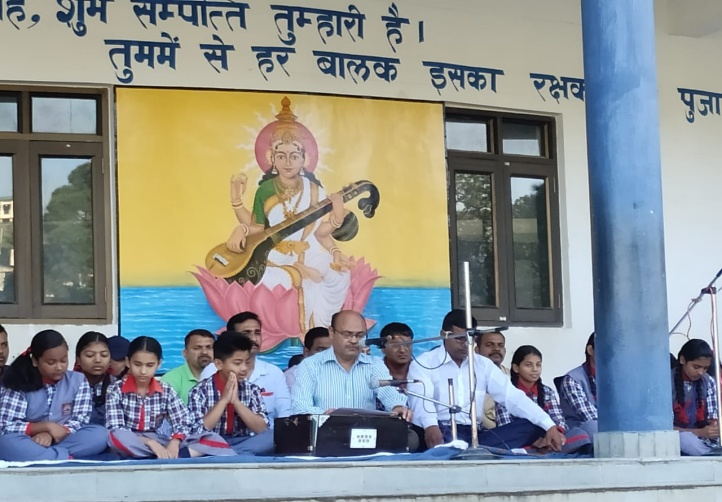 शुभ सम्पत्ति तुम्हारी है।
तुममें से हर बालक इसका रक्षक पुजा